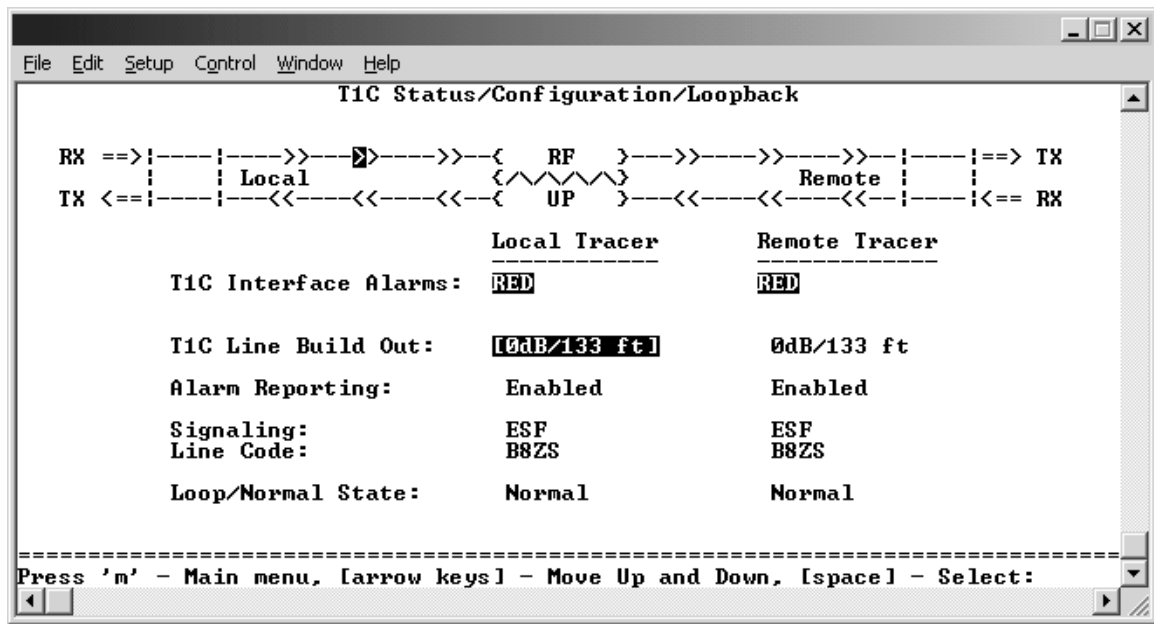 File Edit Setup Control Window Help
T1C Status/Configuration/Loopback
RX ==>|----|---->>--->>---->>--{ RF }--->>---->>---->>--|----|==> TX
| | Local {/\/\/\/\} Remote | |
TX <==|----|---<<----<<----<<--{ UP }---<<----<<----<<--|----|<== RX
Local Tracer Remote Tracer
------------ -------------
T1C Interface Alarms: RED RED
T1C Line Build Out: [0dB/133 ft] 0dB/133 ft
Alarm Reporting: Enabled Enabled
Signaling: ESF ESF
Line Code: B8ZS B8ZS
Loop/Normal State: Normal Normal
===============================================================================
Press 'm' - Main menu, [arrow keys] - Move Up and Down, [space] - Select: